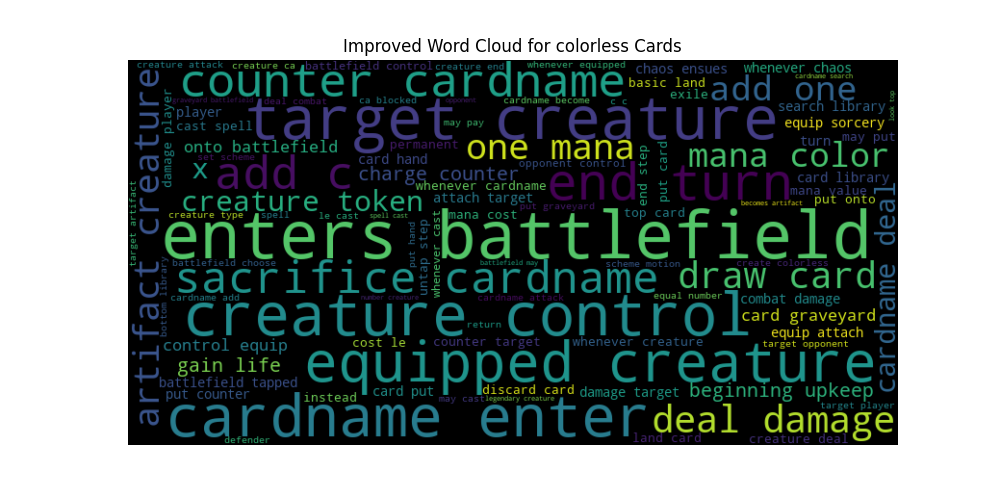 Improved Word Cloud for colorless Cards
creature attack
creature ca
battlefield control
creature end
whenever equipped
chaos ensues
whenever chaos
cardname search
counter cardname
basic land
add one
exile
graveyard battlefield
deal combat
ca blocked
opponent
cardname become
c c
search library
look top
artifact creature
damage player
player
cast spell
target creature
may pay
equip sorcery
onto battlefield
permanent
one mana
turn
may put
set scheme
card hand
opponent control
end step
put card
mana color
x
add c
charge counter
whenever cardname
attach target
end turn
card library
mana value
put onto
creature token
put graveyard
becomes artifact
target artifact
creature type
spell
le cast
spell cast
mana cost
top card
enters battlefield
put hand
untap step
whenever cast
cardname deal
battlefield choose
battlefield may
scheme motion
create colorless
bottom library
sacrifice cardname
draw card
cardname add
number creature
cardname attack
equal number
combat damage
creature control
return
card graveyard
equip attach
control equip
cost le
counter target
whenever creature
target opponent
gain life
equipped creature
battlefield tapped
put counter
instead
card put
may cast
discard card
legendary creature
damage target
beginning upkeep
cardname enter
deal damage
target player
defender
land card
creature deal